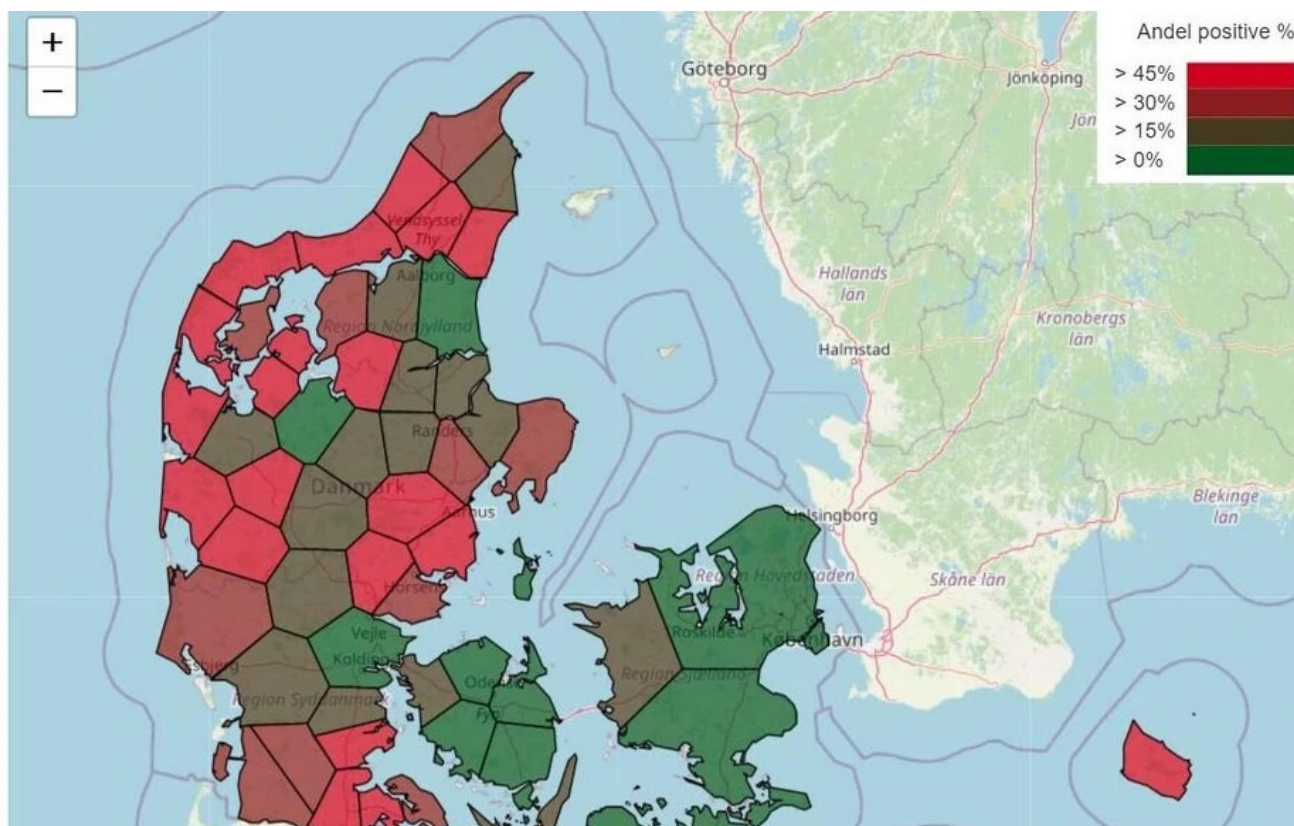 +
−
Andel positive %
> 45%
> 30%
> 15%
> 0%
Göteborg
Jönköping
Jön
Vendsyssel-
Thy
Aalborg
Region Nordjylland
Hallands
län
Kronobergs
län
Halmstad
Randers
Danmark
Aarhus
Blekinge
län
Helsingborg
Region Hovedstaden
Skåne län
Horsens
Vejle
Roskilde
København
Kolding
Esbjerg
Region Sjælland
Odense
Region Syddanmark
Fyn